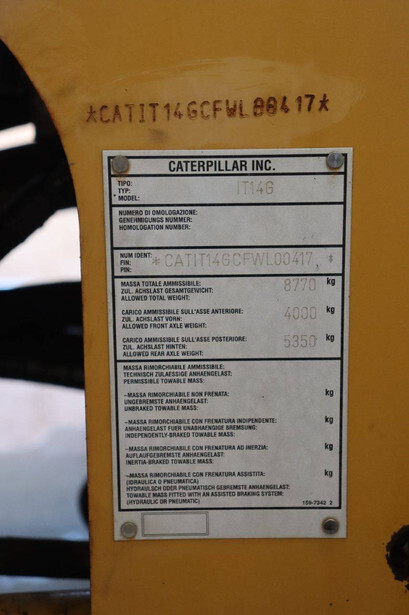 *CATIT14GCFWL00417*
CATERPILLAR INC.
TIPO:
TYP: IT14G
* MODEL:
NUMERO DI OMOLOGAZIONE:
GENEHMIGUNGS NUMMER:
HOMOLOGATION NUMBER:
NUM IDENT:
FIN: *CATIT14GCFWL00417 *
PIN:
MASSA TOTALE AMMISSIBILE: 8770 kg
ZUL. ACHSLAST GESAMTGEVICHT:
ALLOWED TOTAL WEIGHT:
CARICO AMMISSIBILE SULL'ASSE ANTERIORE: 4000 kg
ZUL. ACHSLAST VORN:
ALLOWED FRONT AXLE WEIGHT:
CARICO AMMISSIBILE SULL'ASSE POSTERIORE: 5350 kg
ZUL. ACHSLAST HINTEN:
ALLOWED REAR AXLE WEIGHT:
MASSA RIMORCHIABILE AMMISSIBILE:
TECHNISCH ZULAESSIGE ANHAENGELAST:
PERMISSIBLE TOWABLE MASS:
-MASSA RIMORCHIABILE NON FRENATA: kg
UNGEBREMSTE ANHAENGELAST:
UNBRAKED TOWABLE MASS:
-MASSA RIMORCHIABILE CON FRENATURA INDIPENDENTE: kg
ANHAENGELAST FUER UNABHAENGIGE BREMSUNG:
INDEPENDENTLY-BRAKED TOWABLE MASS:
-MASSA RIMORCHIABILE CON FRENATURA AD INERZIA: kg
AUFLAUFGEBREMSTE ANHAENGELAST:
INERTIA-BRAKED TOWABLE MASS:
-MASSA RIMORCHIABILE CON FRENATURA ASSISTITA: kg
(IDRAULICA O PNEUMATICA)
HYDRAULISCH ODER PNEUMATISCH GEBREMSTE ANHAENGELAST:
TOWABLE MASS FITTED WITH AN ASSISTED BRAKING SYSTEM:
(HYDRAULIC OR PNEUMATIC) 159-7342 2